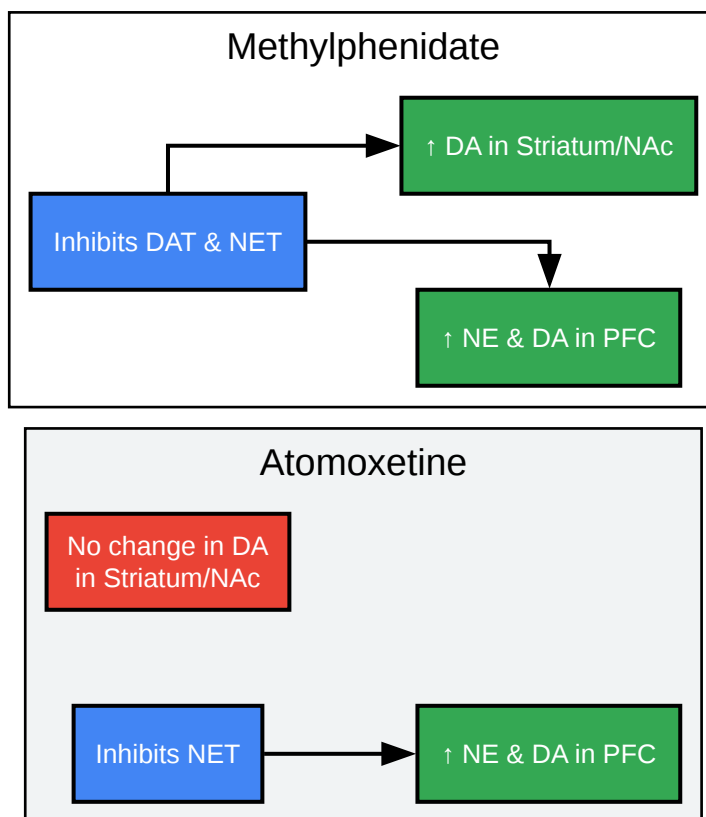 Methylphenidate
↑ DA in Striatum/NAc
Inhibits DAT & NET
↑ NE & DA in PFC
Atomoxetine
No change in DA
in Striatum/NAc
Inhibits NET
↑ NE & DA in PFC